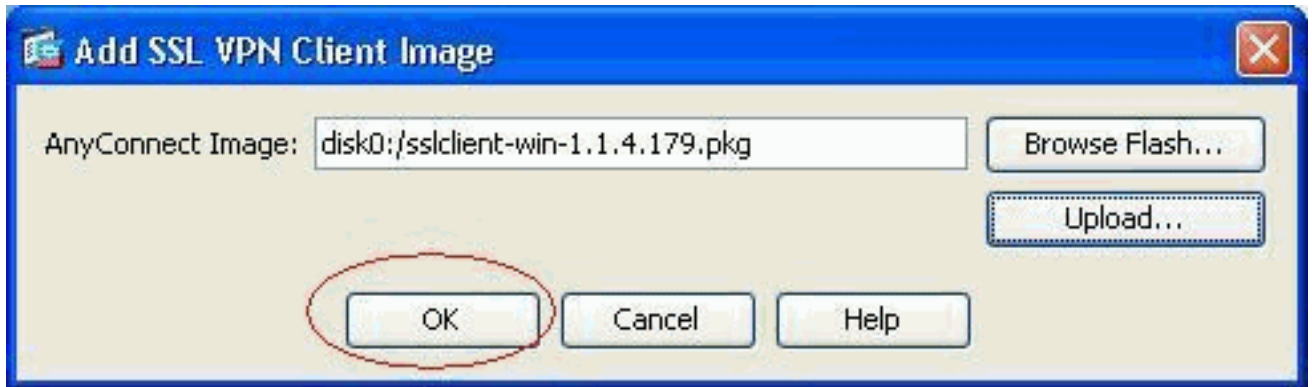 Add SSL VPN Client Image
AnyConnect Image: disk0:/sslclient-win-1.1.4.179.pkg Browse Flash...
Upload...
OK Cancel Help